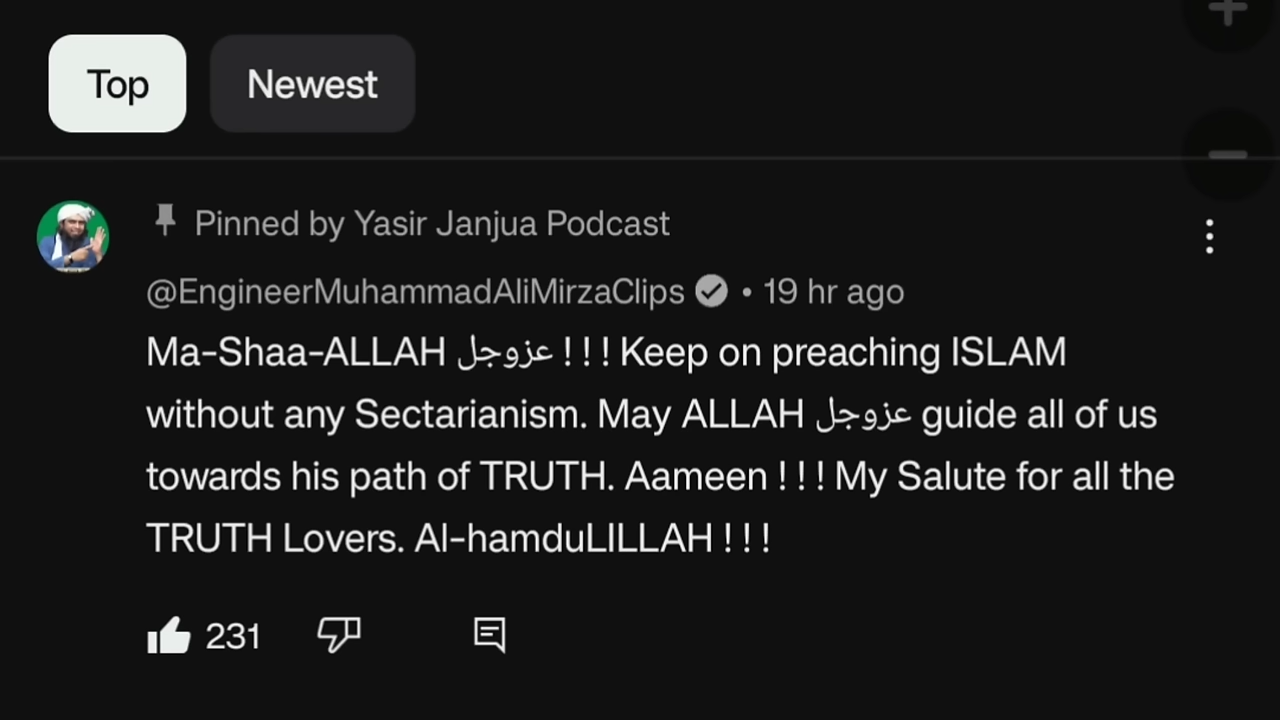 Top
Newest
Pinned by Yasir Janjua Podcast
@EngineerMuhammadAliMirzaClips • 19 hr ago
Ma-Shaa-ALLAH عزوجل ! ! ! Keep on preaching ISLAM
without any Sectarianism. May ALLAH عزوجل guide all of us
towards his path of TRUTH. Aameen ! ! ! My Salute for all the
TRUTH Lovers. Al-hamduLILLAH ! ! !
231